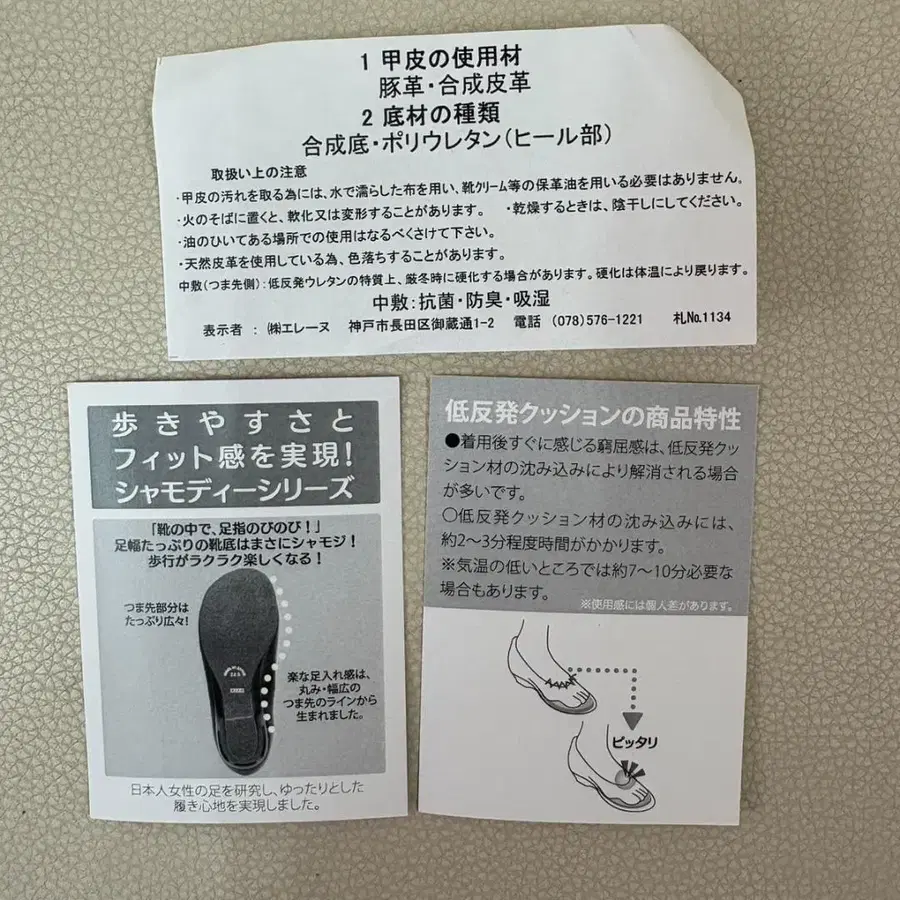 1 甲皮の使用材
豚革・合成皮革
2 底材の種類
合成底・ポリウレタン(ヒール部)
取扱い上の注意
・甲皮の汚れを取る為には、水で濡らした布を用い、靴クリーム等の保革油を用いる必要はありません。
・火のそばに置くと、軟化又は変形することがあります。 ・乾燥するときは、陰干しにしてください。
・油のひいてある場所での使用はなるべくさけて下さい。
・天然皮革を使用している為、色落ちすることがあります。
中敷(つま先側):低反発ウレタンの特質上、厳冬時に硬化する場合があります。硬化は体温により戻ります。
中敷:抗菌・防臭・吸湿
表示者 : ㈱エレーヌ 神戸市長田区御蔵通1-2 電話 (078)576-1221 札№1134
歩きやすさと
フィット感を実現!
シャモディーシリーズ
「靴の中で、足指のびのび!」
足幅たっぷりの靴底はまさにシャモジ!
歩行がラクラク楽しくなる!
つま先部分は
たっぷり広々!
楽な足入れ感は、
丸み・幅広の
つま先のラインから
生まれました。
日本人女性の足を研究し、ゆったりとした
履き心地を実現しました。
低反発クッションの商品特性
●着用後すぐに感じる窮屈感は、低反発クッ
ション材の沈み込みにより解消される場合
が多いです。
○低反発クッション材の沈み込みには、
約2〜3分程度時間がかかります。
※気温の低いところでは約7〜10分必要な
場合もあります。
※使用感には個人差があります。
ピッタリ